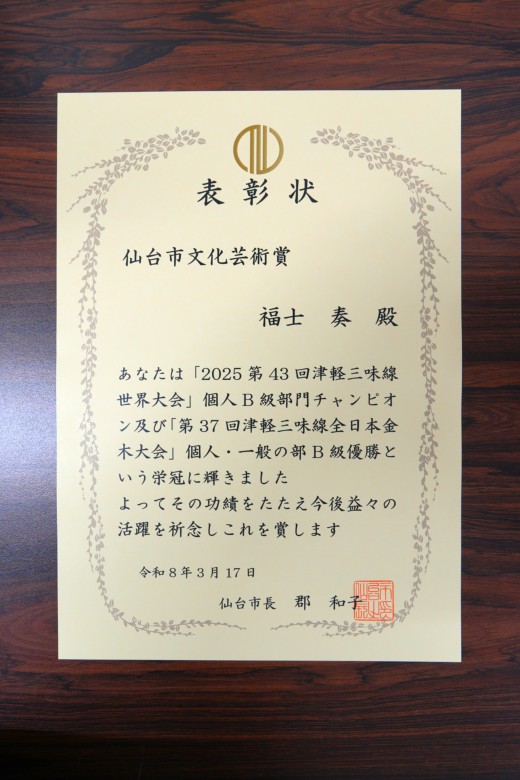 表彰状
仙台市文化芸術賞
福士 奏 殿
あなたは「2025第43回津軽三味線
世界大会」個人B級部門チャンピオ
ン及び「第37回津軽三味線全日本金
木大会」個人・一般の部B級優勝と
いう栄冠に輝きました
よってその功績をたたえ今後益々の
活躍を祈念しこれを賞します
令和8年3月17日
仙台市長 郡 和子